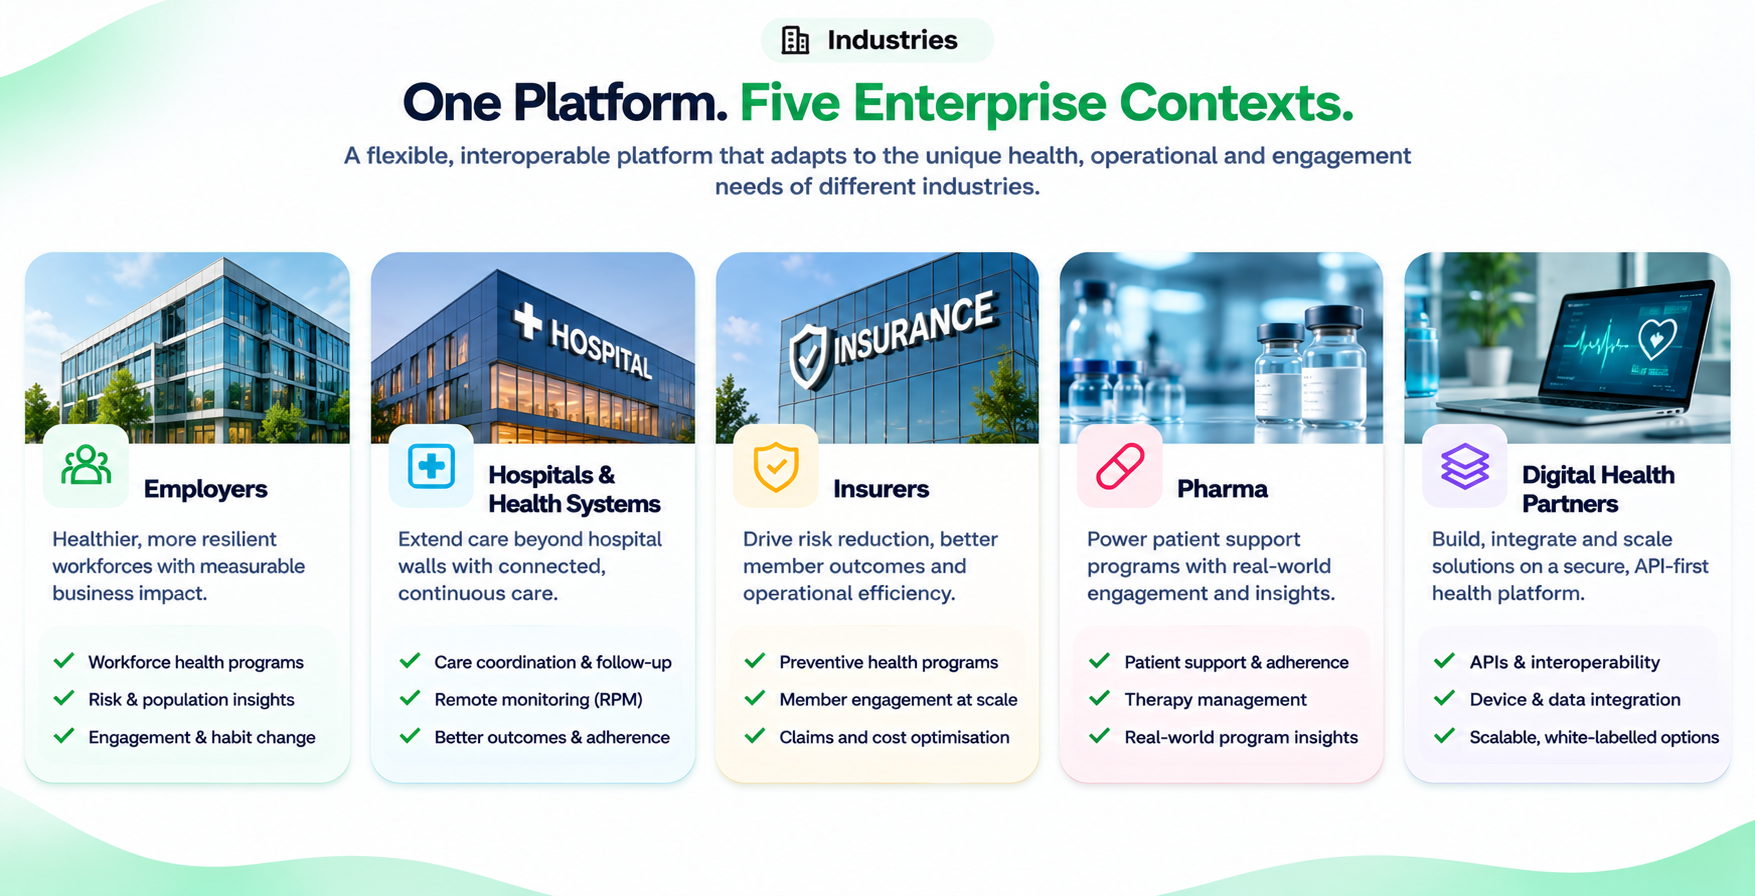 Industries
One Platform. Five Enterprise Contexts.
A flexible, interoperable platform that adapts to the unique health, operational and engagement
needs of different industries.
Employers
Healthier, more resilient
workforces with measurable
business impact.
Workforce health programs
Risk & population insights
Engagement & habit change
HOSPITAL
Hospitals &
Health Systems
Extend care beyond hospital
walls with connected,
continuous care.
Care coordination & follow-up
Remote monitoring (RPM)
Better outcomes & adherence
INSURANCE
Insurers
Drive risk reduction, better
member outcomes and
operational efficiency.
Preventive health programs
Member engagement at scale
Claims and cost optimisation
Pharma
Power patient support
programs with real-world
engagement and insights.
Patient support & adherence
Therapy management
Real-world program insights
Digital Health
Partners
Build, integrate and scale
solutions on a secure, API-first
health platform.
APIs & interoperability
Device & data integration
Scalable, white-labelled options